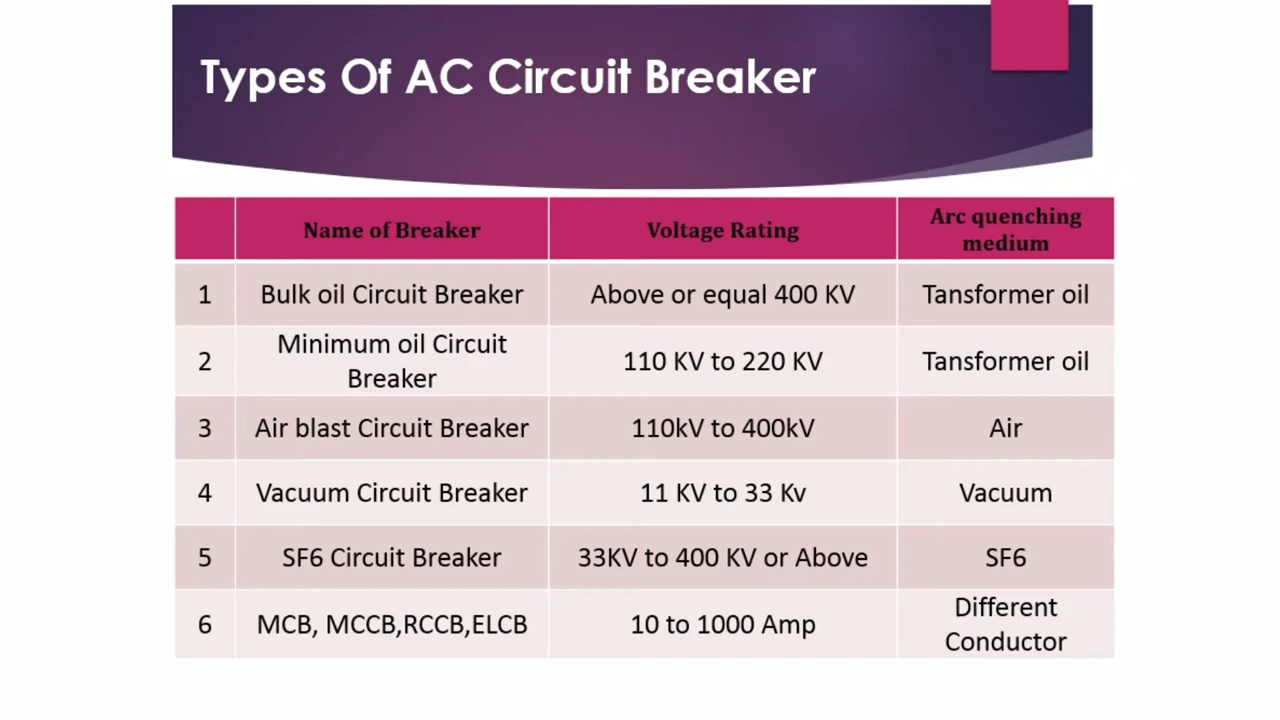 Types Of AC Circuit Breaker
Name of Breaker Voltage Rating Arc quenching medium
1 Bulk oil Circuit Breaker Above or equal 400 KV Tansformer oil
2 Minimum oil Circuit Breaker 110 KV to 220 KV Tansformer oil
3 Air blast Circuit Breaker 110kV to 400kV Air
4 Vacuum Circuit Breaker 11 KV to 33 Kv Vacuum
5 SF6 Circuit Breaker 33KV to 400 KV or Above SF6
6 MCB, MCCB,RCCB,ELCB 10 to 1000 Amp Different Conductor